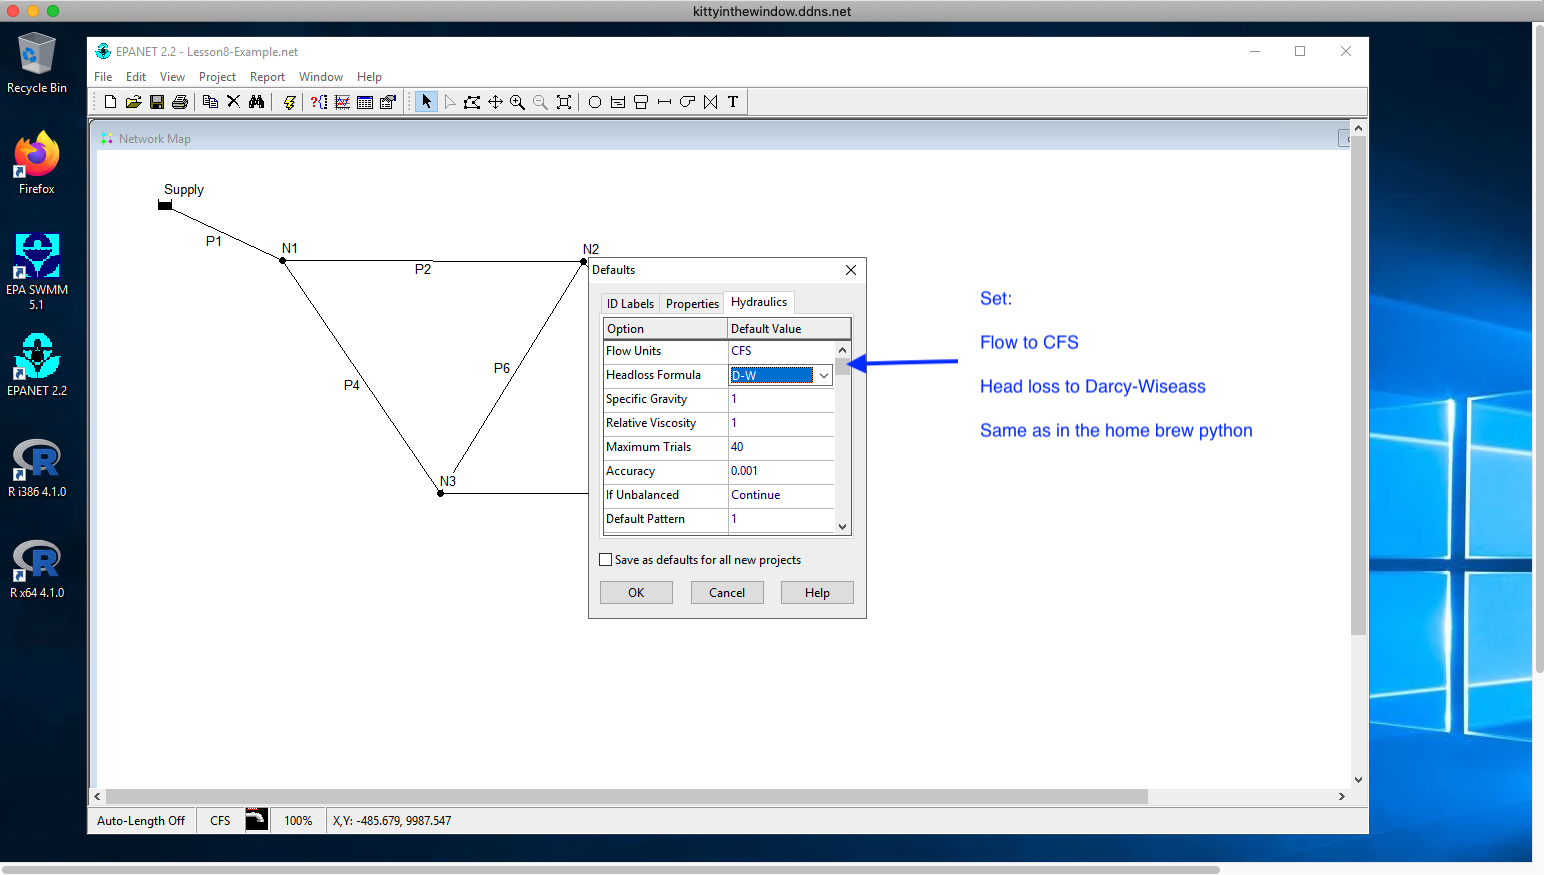 kittyinthewindow.ddns.net
Recycle Bin
Firefox
EPA SWMM
5.1
EPANET 2.2
R i386 4.1.0
R x64 4.1.0
EPANET 2.2 - Lesson8-Example.net
File Edit View Project Report Window Help
T
Network Map
Supply
P1
N1
P2
N2
P4
P6
N3
Defaults
ID Labels Properties Hydraulics
Option Default Value
Flow Units CFS
Headloss Formula D-W
Specific Gravity 1
Relative Viscosity 1
Maximum Trials 40
Accuracy 0.001
If Unbalanced Continue
Default Pattern 1
Save as defaults for all new projects
OK Cancel Help
Set:
Flow to CFS
Head loss to Darcy-Wiseass
Same as in the home brew python
Auto-Length Off CFS 100% X,Y: -485.679, 9987.547